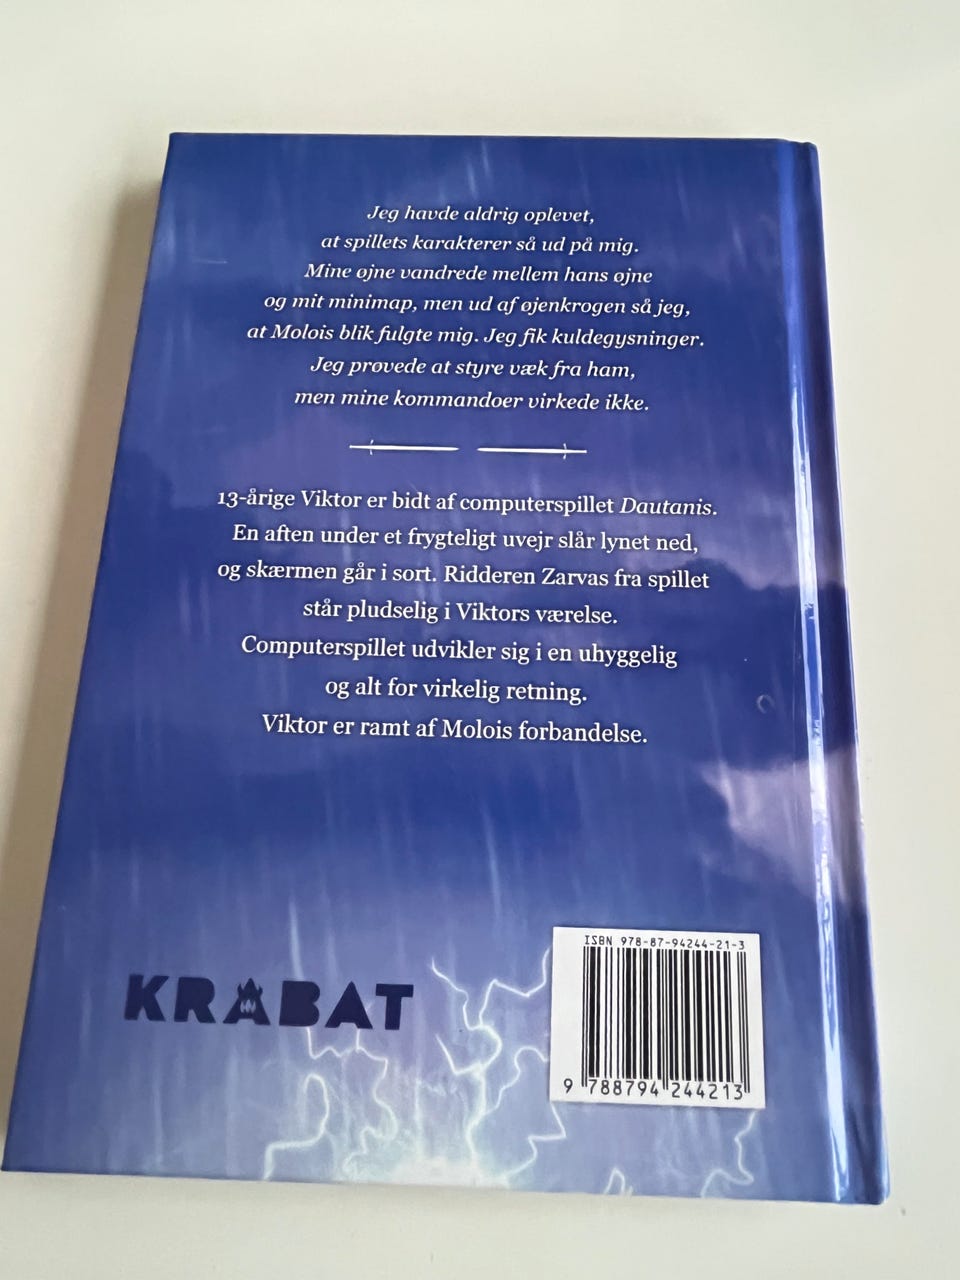 Jeg havde aldrig oplevet,
at spillets karakterer så ud på mig.
Mine øjne vandrede mellem hans øjne
og mit minimap, men ud af øjenkrogen så jeg,
at Molois blik fulgte mig. Jeg fik kuldegysninger.
Jeg prøvede at styre væk fra ham,
men mine kommandoer virkede ikke.
13-årige Viktor er bidt af computerspillet Dautanis.
En aften under et frygteligt uvejr slår lynet ned,
og skærmen går i sort. Ridderen Zarvas fra spillet
står pludselig i Viktors værelse.
Computerspillet udvikler sig i en uhyggelig
og alt for virkelig retning.
Viktor er ramt af Molois forbandelse.
KRABAT
ISBN 978-87-94244-21-3
9 788794 244213